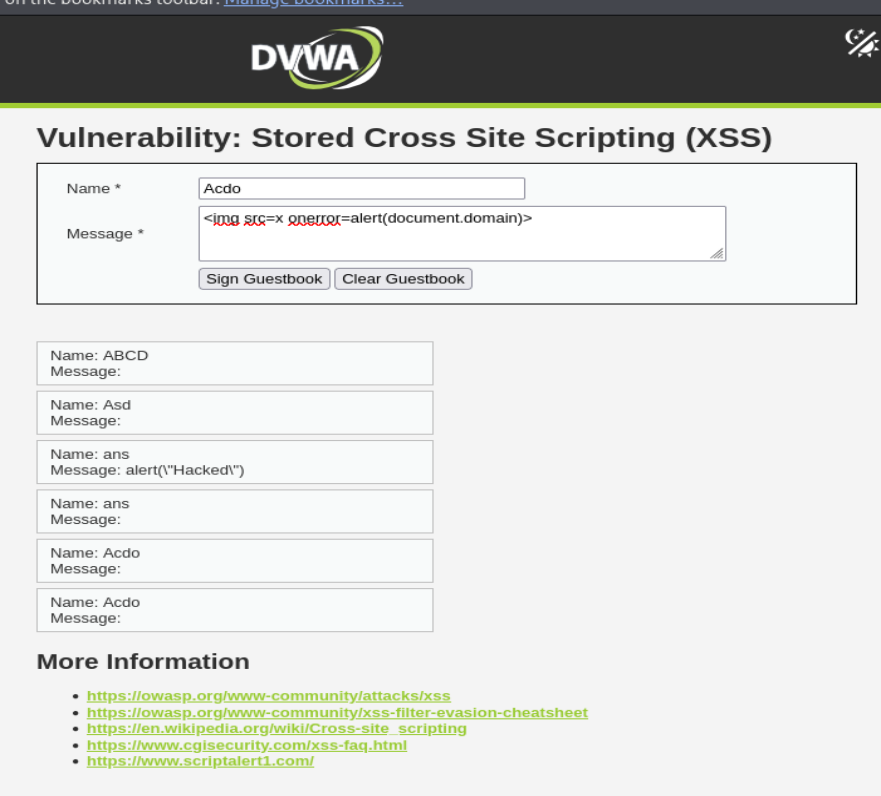 on the bookmarks toolbar. Manage bookmarks...
DVWA
Vulnerability: Stored Cross Site Scripting (XSS)
Name * Acdo
Message * <img src=x onerror=alert(document.domain)>
Sign Guestbook Clear Guestbook
Name: ABCD
Message:
Name: Asd
Message:
Name: ans
Message: alert(\"Hacked\")
Name: ans
Message:
Name: Acdo
Message:
Name: Acdo
Message:
More Information
• https://owasp.org/www-community/attacks/xss
• https://owasp.org/www-community/xss-filter-evasion-cheatsheet
• https://en.wikipedia.org/wiki/Cross-site_scripting
• https://www.cgisecurity.com/xss-faq.html
• https://www.scriptalert1.com/